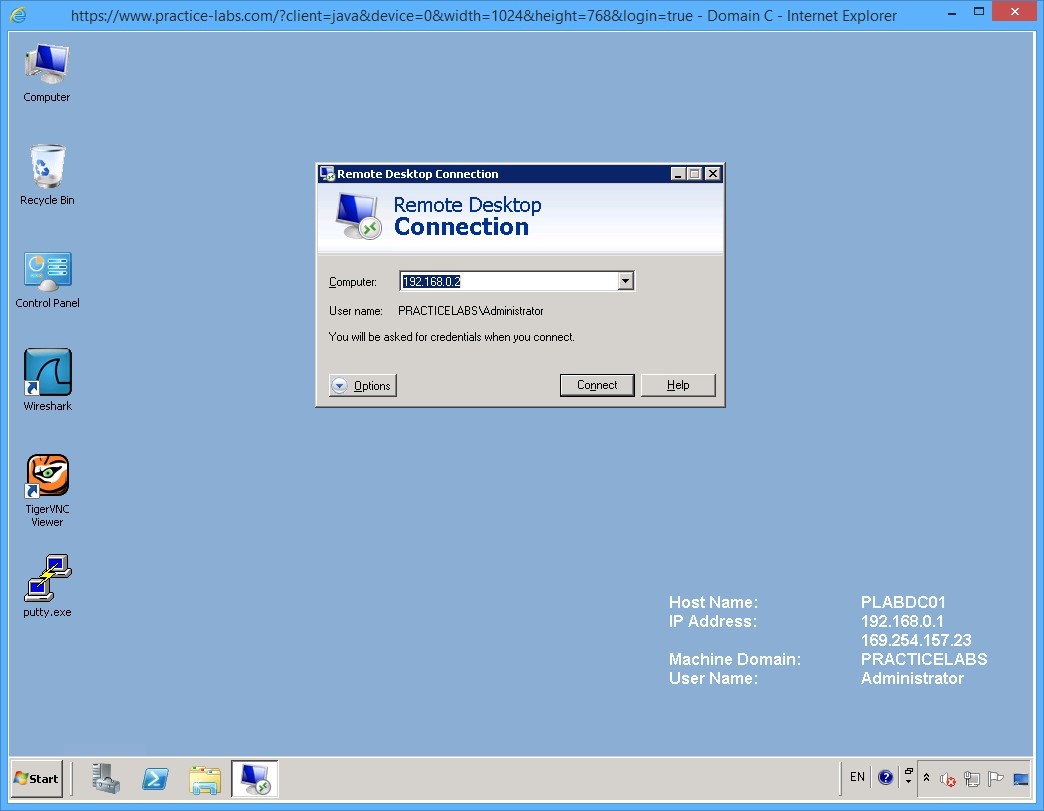 https://www.practice-labs.com/?client=java&device=0&width=1024&height=768&login=true - Domain C - Internet Explorer
Computer
Recycle Bin
Control Panel
Wireshark
TigerVNC
Viewer
putty.exe
Remote Desktop Connection
Remote Desktop
Connection
Computer: 192.168.0.2
User name: PRACTICELABS\Administrator
You will be asked for credentials when you connect.
Options Connect Help
Host Name: PLABDC01
IP Address: 192.168.0.1
169.254.157.23
Machine Domain: PRACTICELABS
User Name: Administrator
Start EN